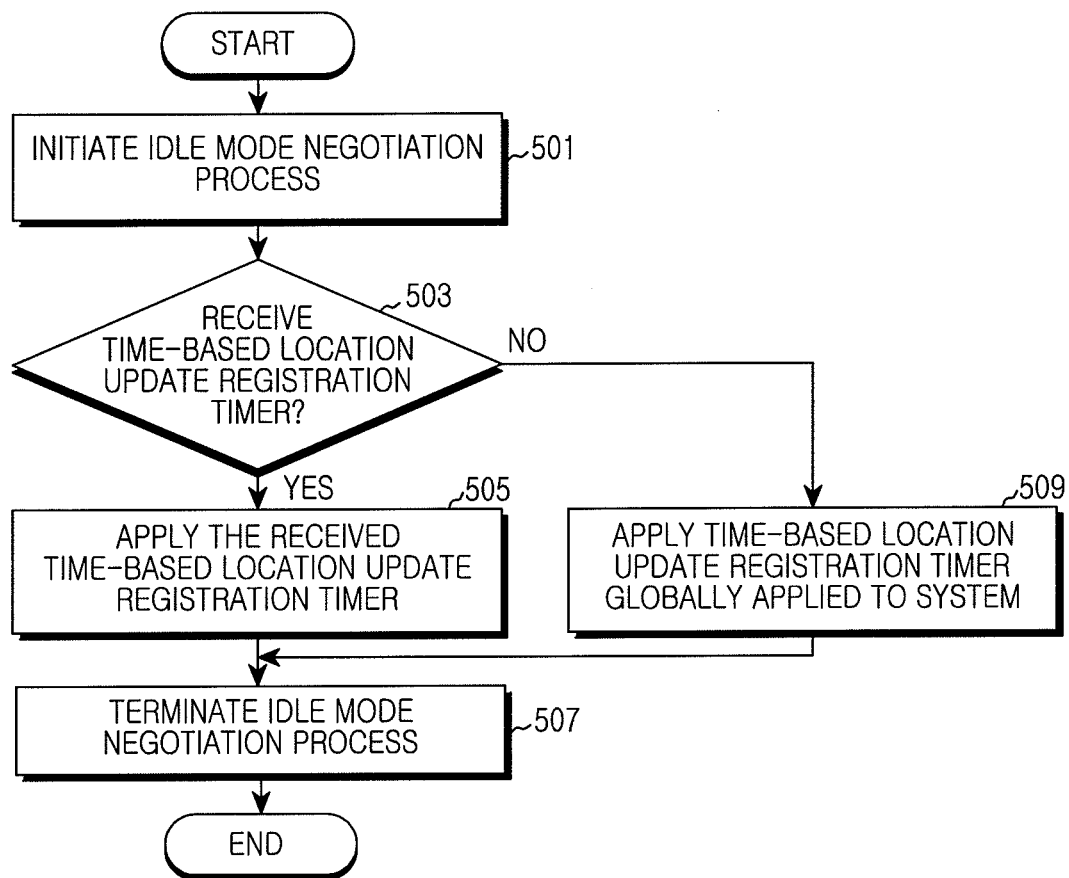 START
INITIATE IDLE MODE NEGOTIATION
PROCESS
501
503
RECEIVE
TIME-BASED LOCATION
UPDATE REGISTRATION
TIMER?
NO
YES
505
APPLY THE RECEIVED
TIME-BASED LOCATION UPDATE
REGISTRATION TIMER
509
APPLY TIME-BASED LOCATION
UPDATE REGISTRATION TIMER
GLOBALLY APPLIED TO SYSTEM
TERMINATE IDLE MODE
NEGOTIATION PROCESS
507
END